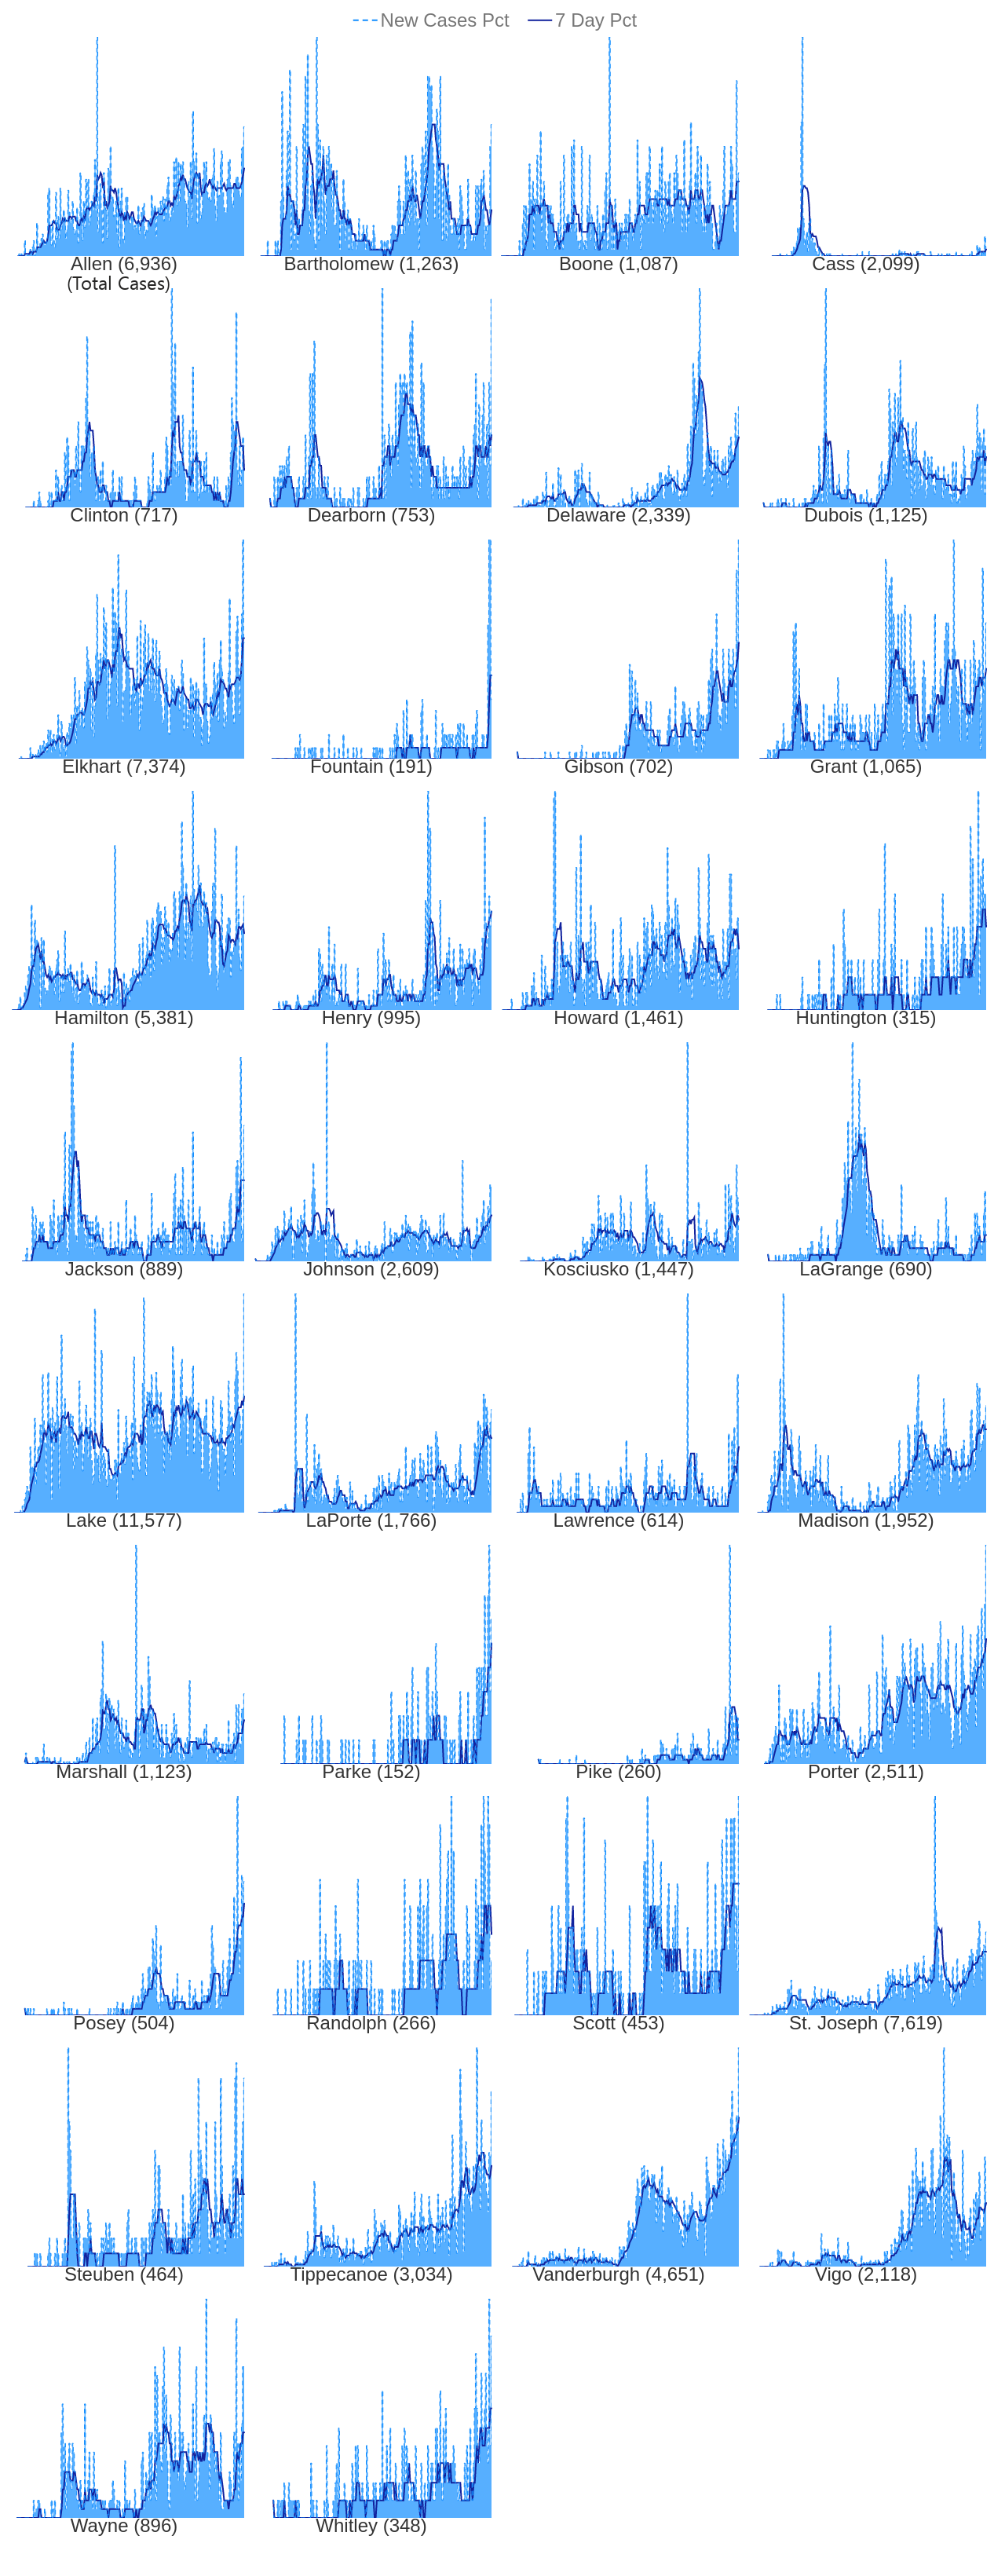 New Cases Pct 7 Day Pct
Allen (6,936) Bartholomew (1,263) Boone (1,087) Cass (2,099)
(Total Cases)
Clinton (717) Dearborn (753) Delaware (2,339) Dubois (1,125)
Elkhart (7,374) Fountain (191) Gibson (702) Grant (1,065)
Hamilton (5,381) Henry (995) Howard (1,461) Huntington (315)
Jackson (889) Johnson (2,609) Kosciusko (1,447) LaGrange (690)
Lake (11,577) LaPorte (1,766) Lawrence (614) Madison (1,952)
Marshall (1,123) Parke (152) Pike (260) Porter (2,511)
Posey (504) Randolph (266) Scott (453) St. Joseph (7,619)
Steuben (464) Tippecanoe (3,034) Vanderburgh (4,651) Vigo (2,118)
Wayne (896) Whitley (348)